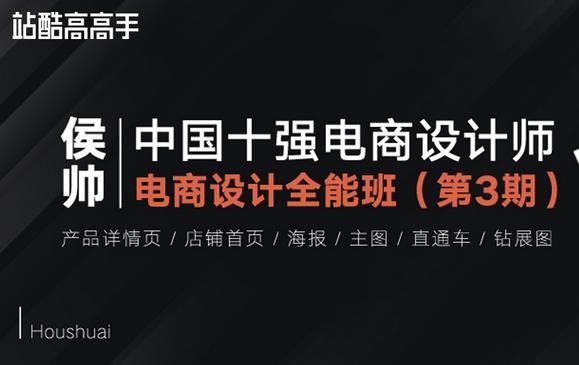 站酷高高手
侯帅
中国十强电商设计师
电商设计全能班（第3期）
产品详情页 / 店铺首页 / 海报 / 主图 / 直通车 / 钻展图
Houshuai